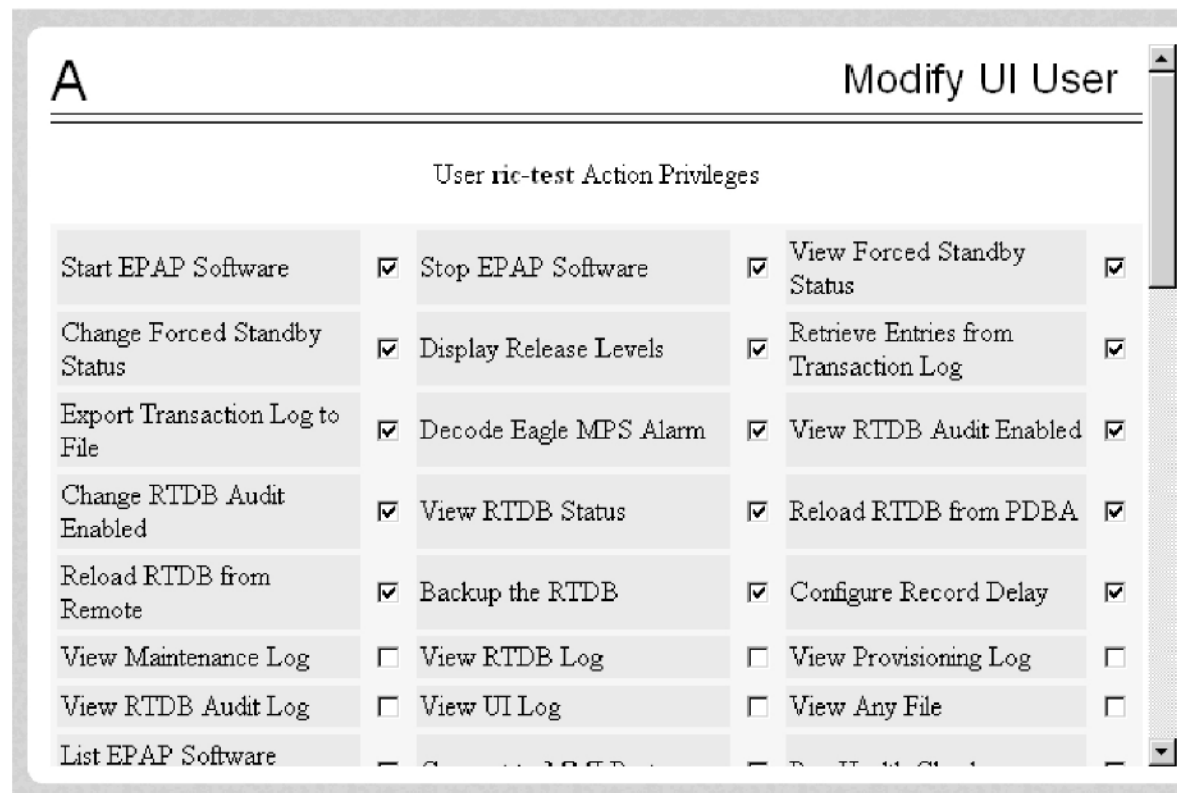 A
Modify UI User
User ric-test Action Privileges
Start EPAP Software
Stop EPAP Software
View Forced Standby
Status
Change Forced Standby
Status
Display Release Levels
Retrieve Entries from
Transaction Log
Export Transaction Log to
File
Decode Eagle MPS Alarm
View RTDB Audit Enabled
Change RTDB Audit
Enabled
View RTDB Status
Reload RTDB from PDBA
Reload RTDB from
Remote
Backup the RTDB
Configure Record Delay
View Maintenance Log
View RTDB Log
View Provisioning Log
View RTDB Audit Log
View UI Log
View Any File
List EPAP Software